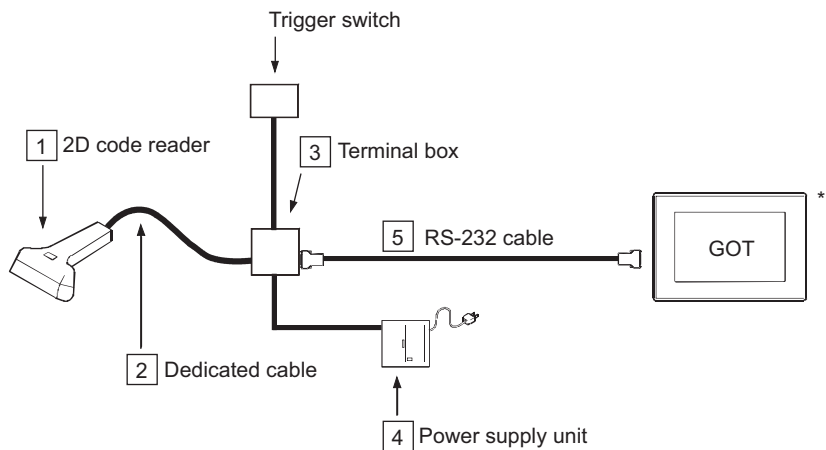 Trigger switch
1 2D code reader
3 Terminal box
*
5 RS-232 cable
GOT
2 Dedicated cable
4 Power supply unit